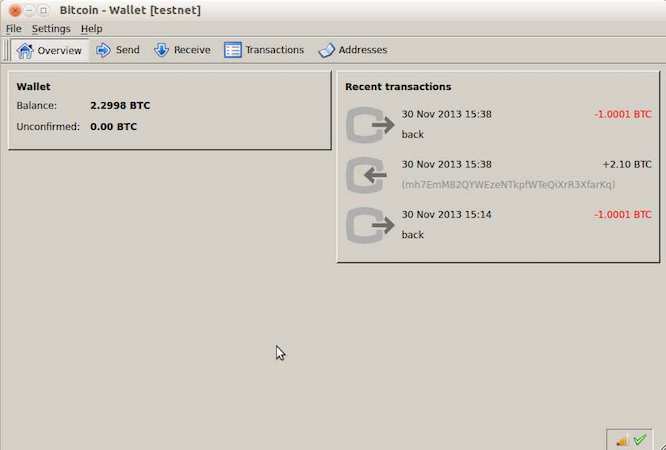 Bitcoin - Wallet [testnet]
File Settings Help
Overview Send Receive Transactions Addresses
Wallet
Balance: 2.2998 BTC
Unconfirmed: 0.00 BTC
Recent transactions
30 Nov 2013 15:38 -1.0001 BTC
back
30 Nov 2013 15:38 +2.10 BTC
(mh7EmM82QYWEzeNTkpfWTeQiXrR3XfarKq)
30 Nov 2013 15:14 -1.0001 BTC
back